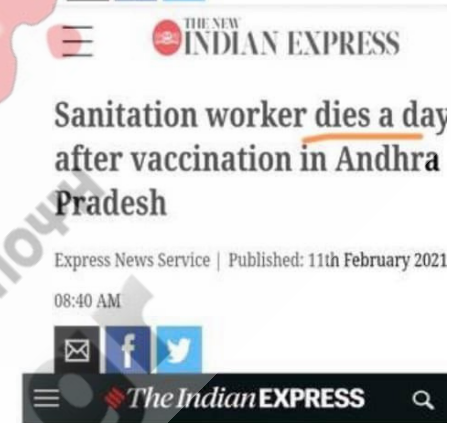 THE NEW
INDIAN EXPRESS
Sanitation worker dies a day
after vaccination in Andhra
Pradesh
Express News Service | Published: 11th February 2021
08:40 AM
The Indian EXPRESS